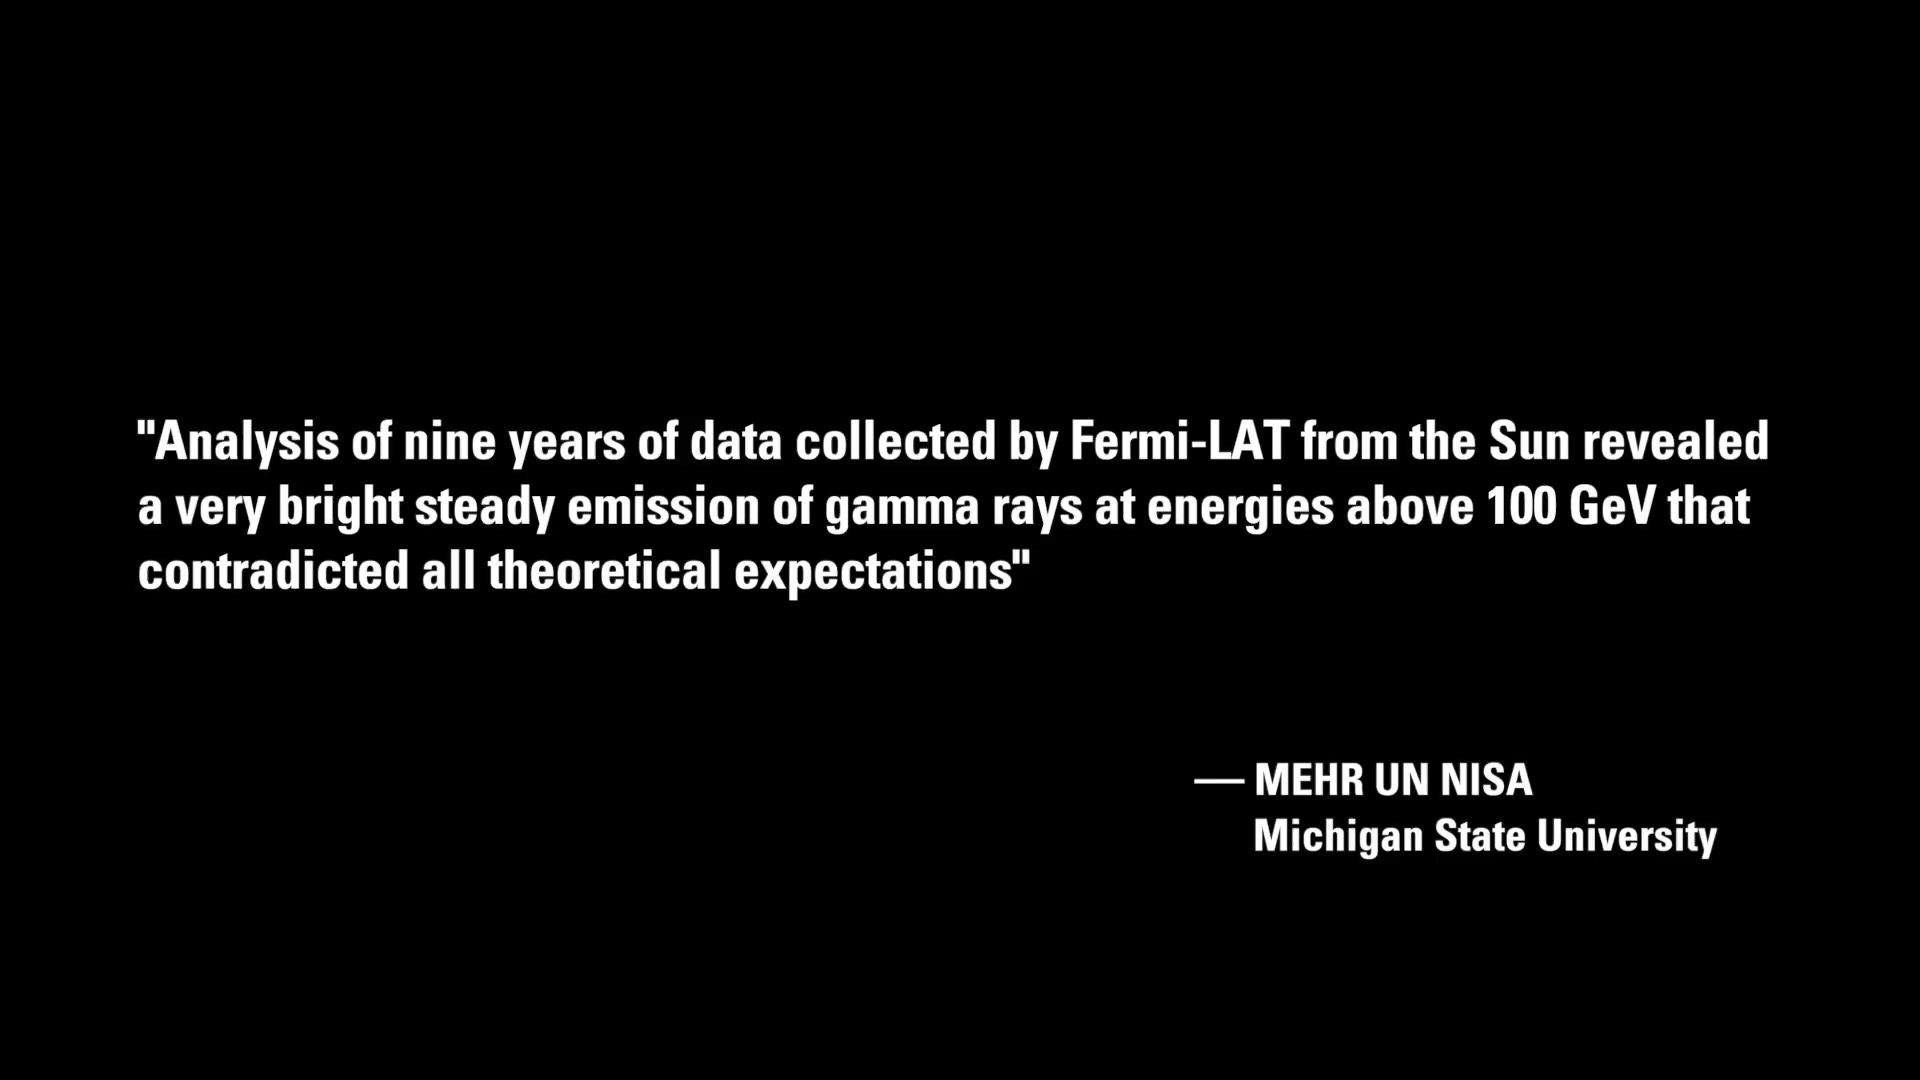 "Analysis of nine years of data collected by Fermi-LAT from the Sun revealed
a very bright steady emission of gamma rays at energies above 100 GeV that
contradicted all theoretical expectations"
— MEHR UN NISA
Michigan State University